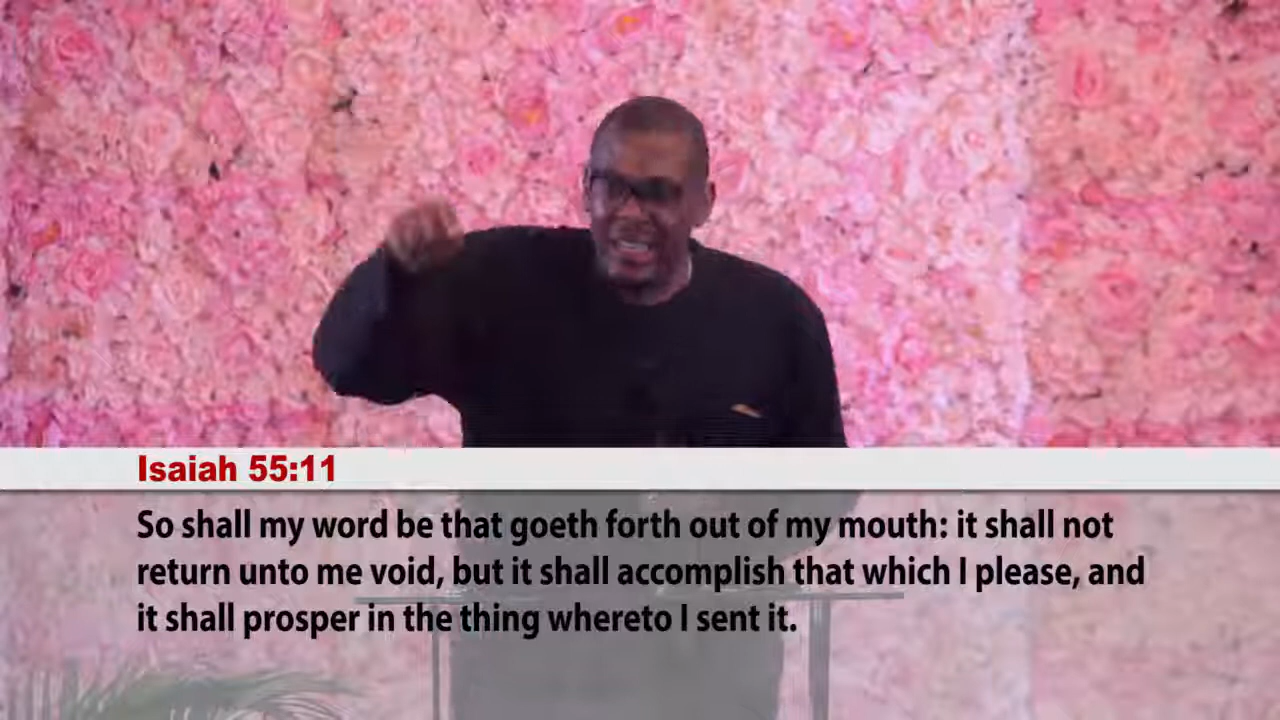 Isaiah 55:11
So shall my word be that goeth forth out of my mouth: it shall not
return unto me void, but it shall accomplish that which I please, and
it shall prosper in the thing whereto I sent it.